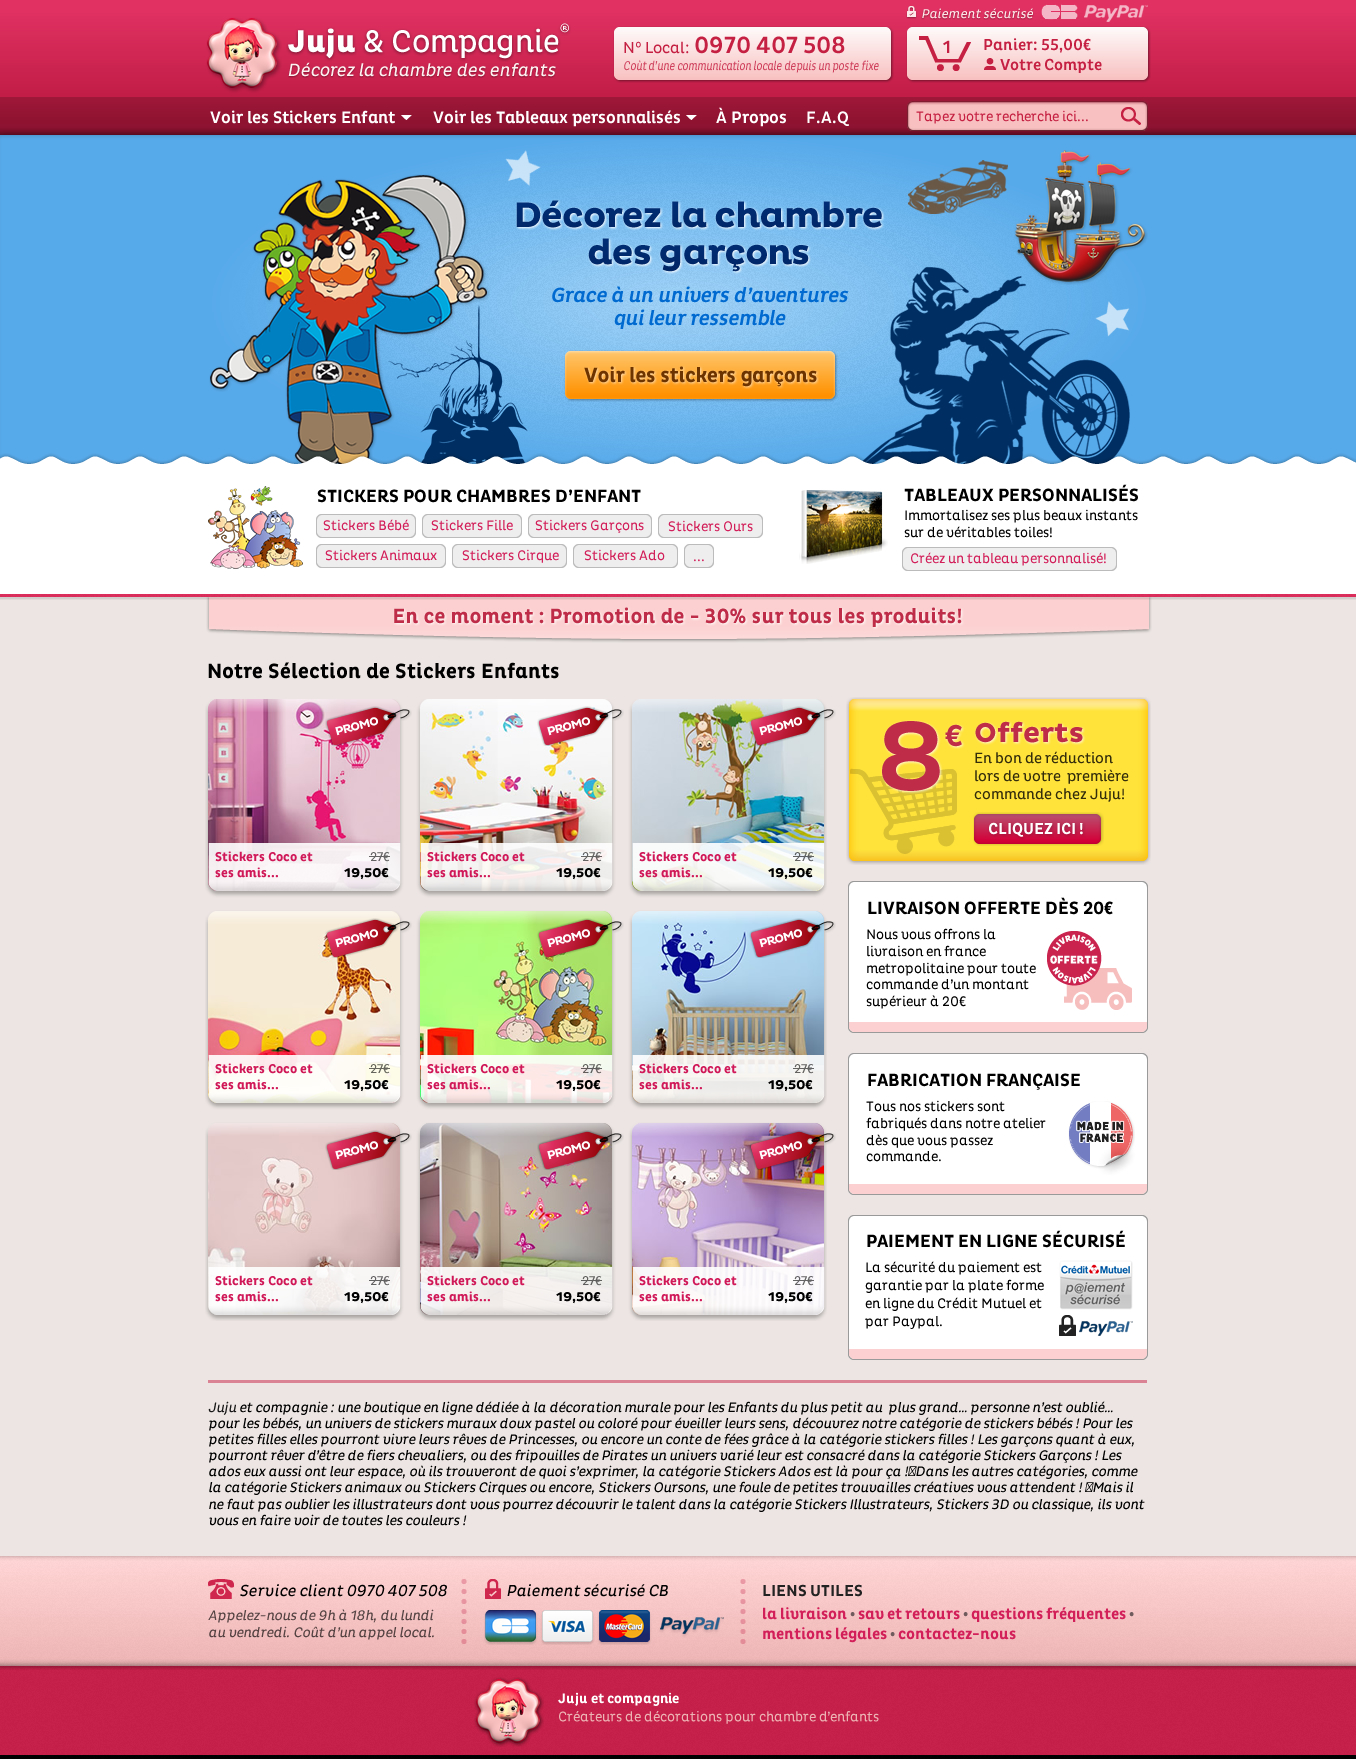 Paiement sécurisé CB PayPal
Juju & Compagnie®
Décorez la chambre des enfants
N° Local: 0970 407 508
Coût d'une communication locale depuis un poste fixe
1
Panier: 55,00€
Votre Compte
Voir les Stickers Enfant
Voir les Tableaux personnalisés
À Propos
F.A.Q
Tapez votre recherche ici...
Décorez la chambre
des garçons
Grace à un univers d'aventures
qui leur ressemble
Voir les stickers garçons
STICKERS POUR CHAMBRES D'ENFANT
Stickers Bébé
Stickers Fille
Stickers Garçons
Stickers Ours
Stickers Animaux
Stickers Cirque
Stickers Ado
...
TABLEAUX PERSONNALISÉS
Immortalisez ses plus beaux instants
sur de véritables toiles!
Créez un tableau personnalisé!
En ce moment : Promotion de - 30% sur tous les produits!
Notre Sélection de Stickers Enfants
A
B
C
PROMO
Stickers Coco et 27€
ses amis... 19,50€
PROMO
Stickers Coco et 27€
ses amis... 19,50€
PROMO
Stickers Coco et 27€
ses amis... 19,50€
PROMO
Stickers Coco et 27€
ses amis... 19,50€
PROMO
Stickers Coco et 27€
ses amis... 19,50€
PROMO
Stickers Coco et 27€
ses amis... 19,50€
PROMO
Stickers Coco et 27€
ses amis... 19,50€
PROMO
Stickers Coco et 27€
ses amis... 19,50€
PROMO
Stickers Coco et 27€
ses amis... 19,50€
8€ Offerts
En bon de réduction
lors de votre première
commande chez Juju!
CLIQUEZ ICI !
LIVRAISON OFFERTE DÈS 20€
Nous vous offrons la
livraison en france
metropolitaine pour toute
commande d'un montant
supérieur à 20€
LIVRAISON
OFFERTE
LIVRAISON
FABRICATION FRANÇAISE
Tous nos stickers sont
fabriqués dans notre atelier
dès que vous passez
commande.
MADE IN
FRANCE
PAIEMENT EN LIGNE SÉCURISÉ
La sécurité du paiement est
garantie par la plate forme
en ligne du Crédit Mutuel et
par Paypal.
Crédit Mutuel
p@iement
sécurisé
PayPal
Juju et compagnie : une boutique en ligne dédiée à la décoration murale pour les Enfants du plus petit au plus grand... personne n'est oublié...
pour les bébés, un univers de stickers muraux doux pastel ou coloré pour éveiller leurs sens, découvrez notre catégorie de stickers bébés ! Pour les
petites filles elles pourront vivre leurs rêves de Princesses, ou encore un conte de fées grâce à la catégorie stickers filles ! Les garçons quant à eux,
pourront rêver d'être de fiers chevaliers, ou des fripouilles de Pirates un univers varié leur est consacré dans la catégorie Stickers Garçons ! Les
ados eux aussi ont leur espace, où ils trouveront de quoi s'exprimer, la catégorie Stickers Ados est là pour ça !Dans les autres catégories, comme
la catégorie Stickers animaux ou Stickers Cirques ou encore, Stickers Oursons, une foule de petites trouvailles créatives vous attendent ! Mais il
ne faut pas oublier les illustrateurs dont vous pourrez découvrir le talent dans la catégorie Stickers Illustrateurs, Stickers 3D ou classique, ils vont
vous en faire voir de toutes les couleurs !
Service client 0970 407 508
Appelez-nous de 9h à 18h, du lundi
au vendredi. Coût d'un appel local.
Paiement sécurisé CB
CB VISA MasterCard PayPal
LIENS UTILES
la livraison • sav et retours • questions fréquentes •
mentions légales • contactez-nous
Juju et compagnie
Créateurs de décorations pour chambre d'enfants